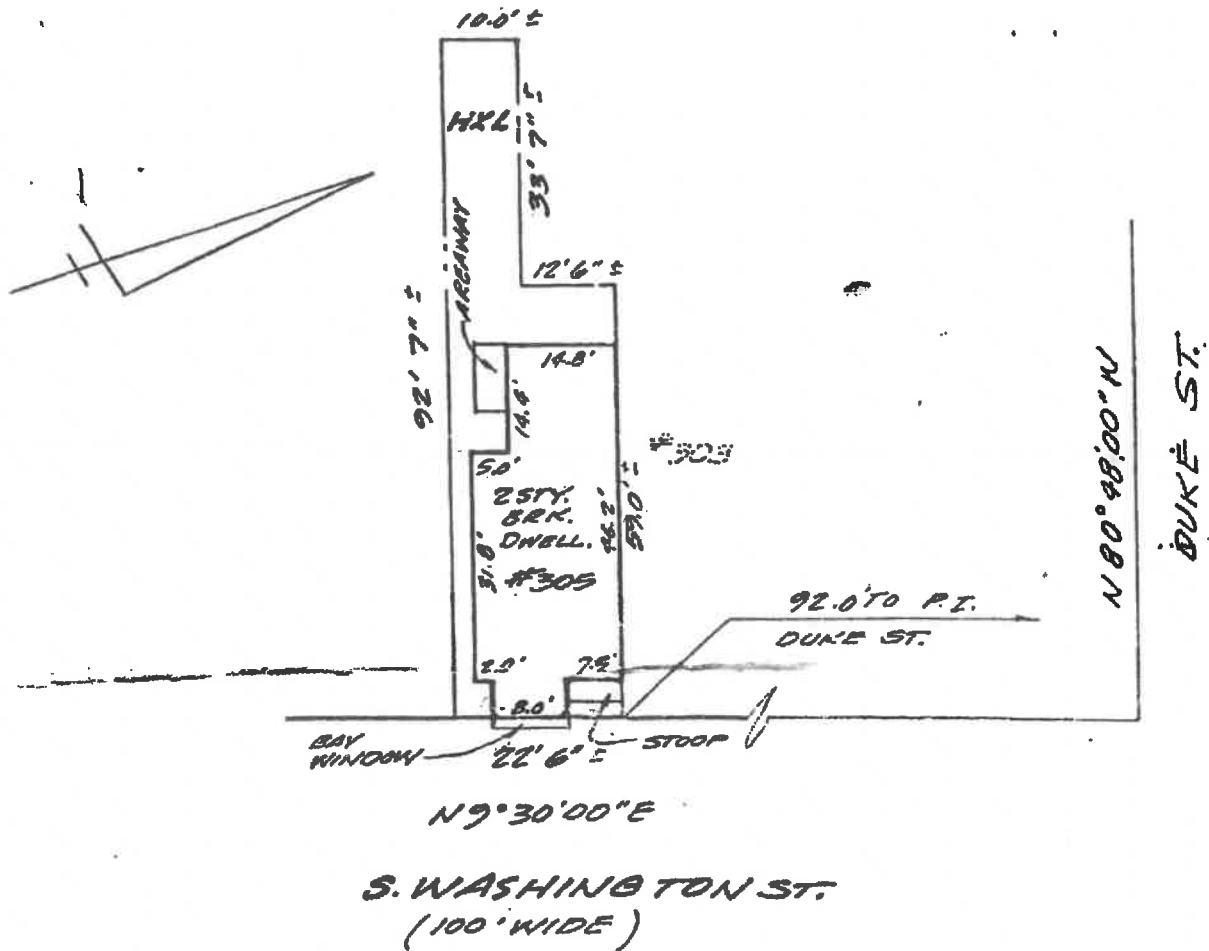 10.0' ±
H&L
33' 7" ±
AREAWAY
12'6" ±
92' 7" ±
14.8'
14.4'
#303
5.0'
2 STY.
BRK.
DWELL.
#305
31.8'
46.2'
59.0' ±
N 80° 48' 00" W
DUKE ST.
92.0' TO P.I.
DUKE ST.
2.0'
7.5'
8.0'
BAY
WINDOW
22' 6" ±
STOOP
N 9° 30' 00" E
S. WASHINGTON ST.
(100' WIDE)